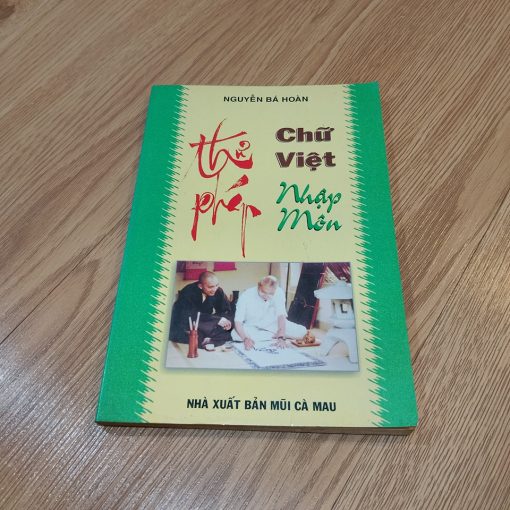 NGUYỄN BÁ HOÀN
thư
pháp
Chữ
Việt
Nhập
Môn
NHÀ XUẤT BẢN MŨI CÀ MAU